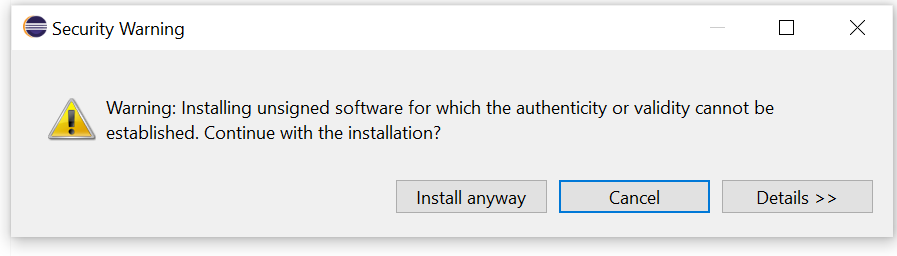 Security Warning
Warning: Installing unsigned software for which the authenticity or validity cannot be
established. Continue with the installation?
Install anyway
Cancel
Details >>